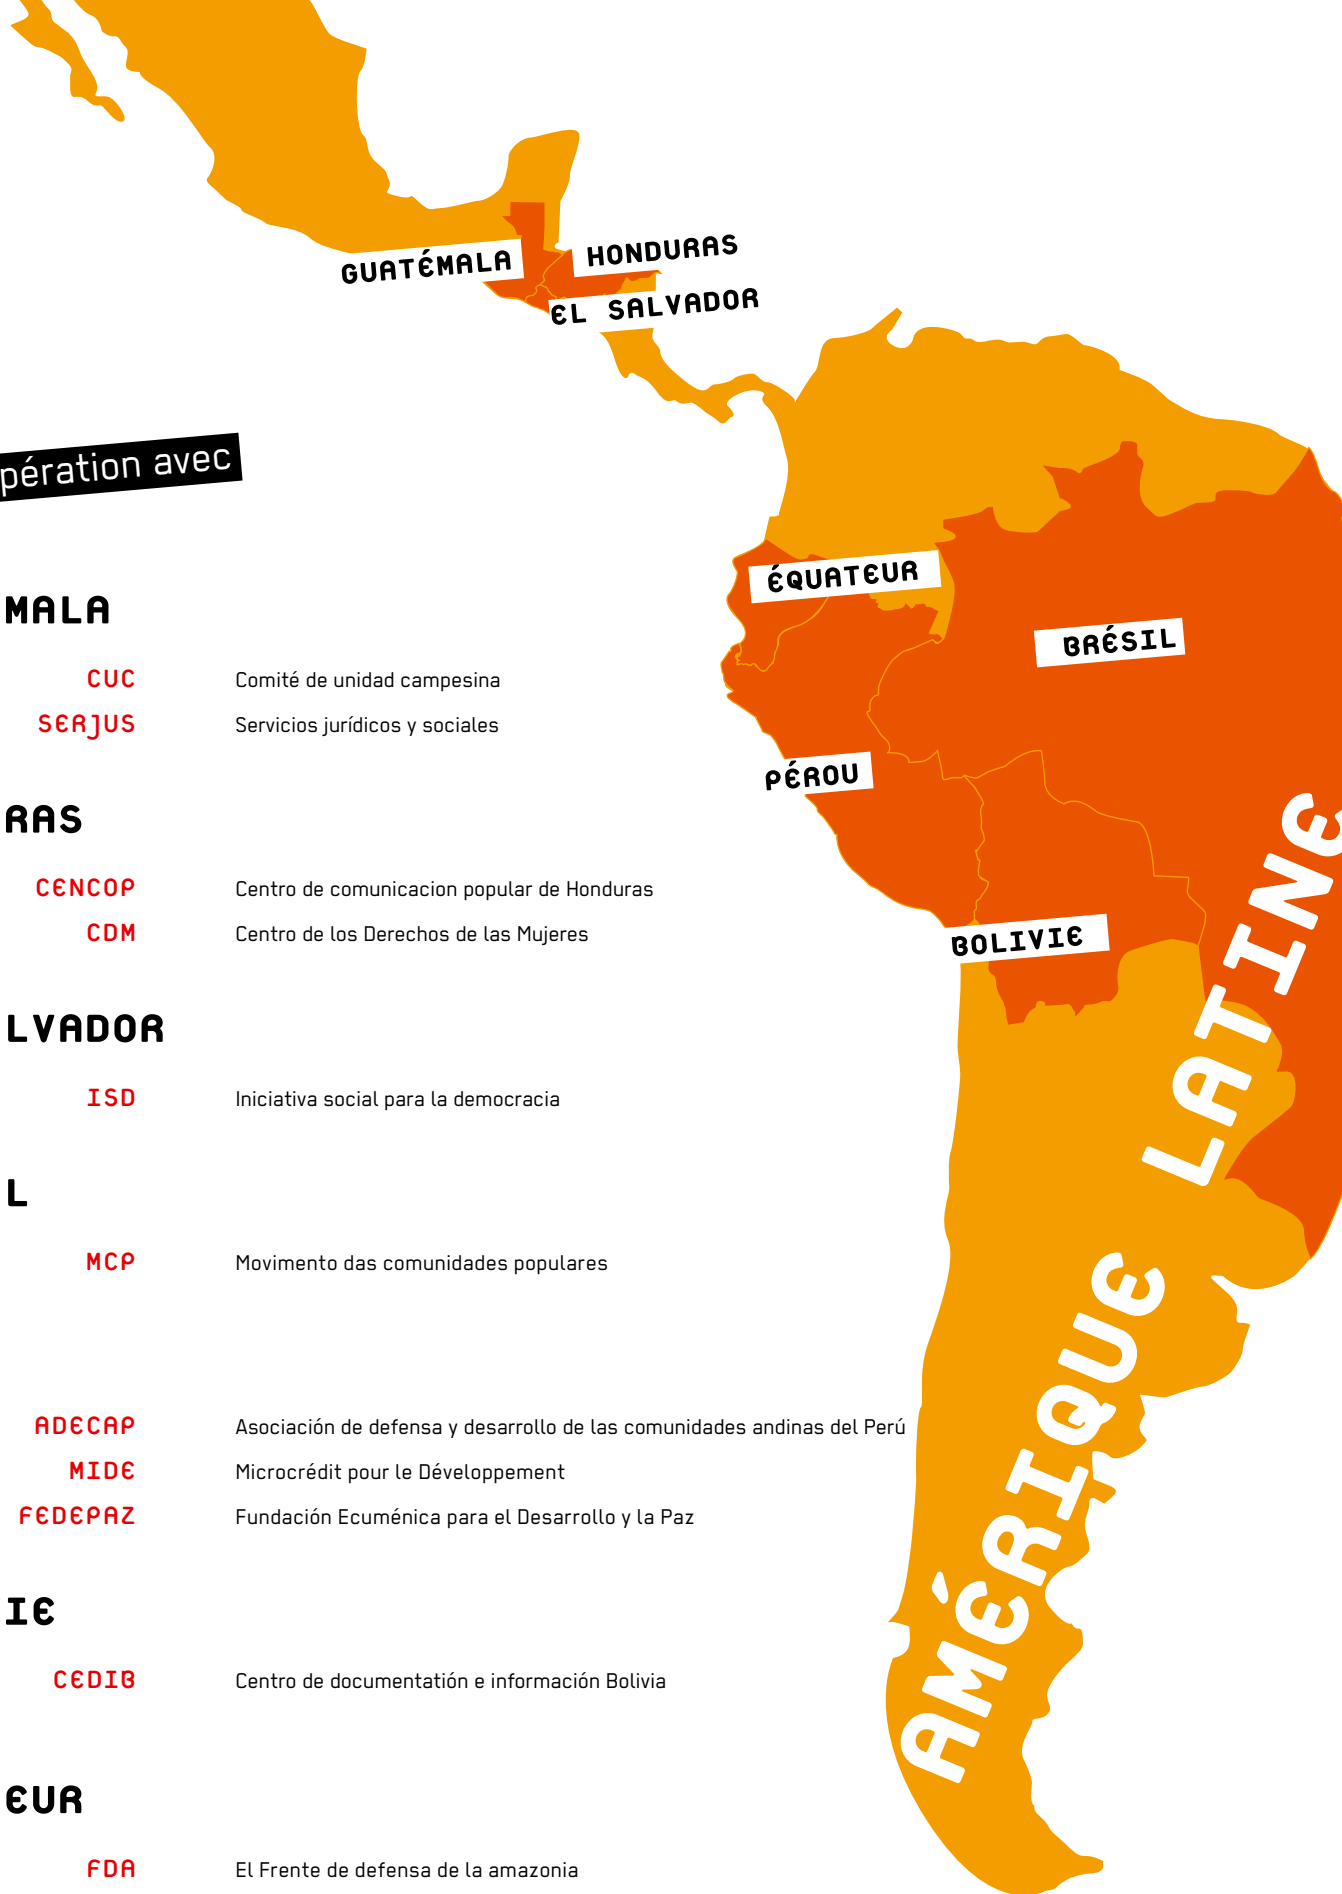 GUATÉMALA
HONDURAS
EL SALVADOR
pération avec
ÉQUATEUR
BRÉSIL
PÉROU
BOLIVIE
AMÉRIQUE LATINE
MALA
CUC Comité de unidad campesina
SERJUS Servicios jurídicos y sociales
RAS
CENCOP Centro de comunicacion popular de Honduras
CDM Centro de los Derechos de las Mujeres
LVADOR
ISD Iniciativa social para la democracia
L
MCP Movimento das comunidades populares
ADECAP Asociación de defensa y desarrollo de las comunidades andinas del Perú
MIDE Microcrédit pour le Développement
FEDEPAZ Fundación Ecuménica para el Desarrollo y la Paz
IE
CEDIB Centro de documentatión e información Bolivia
EUR
FDA El Frente de defensa de la amazonia